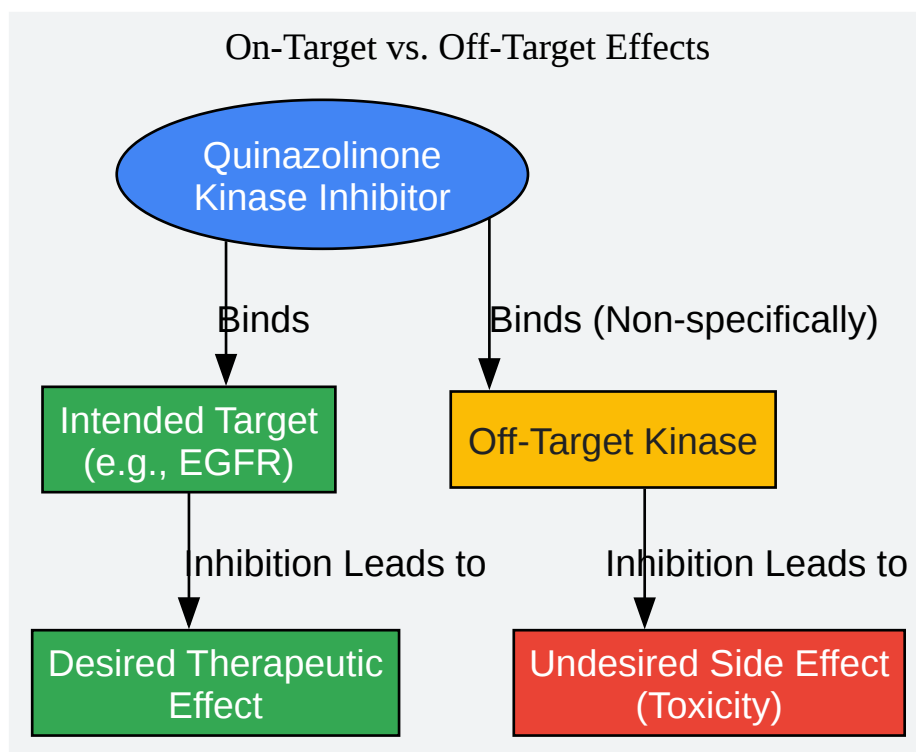 On-Target vs. Off-Target Effects
Quinazolinone
Kinase Inhibitor
Binds
Binds (Non-specifically)
Intended Target
(e.g., EGFR)
Off-Target Kinase
Inhibition Leads to
Inhibition Leads to
Desired Therapeutic
Effect
Undesired Side Effect
(Toxicity)